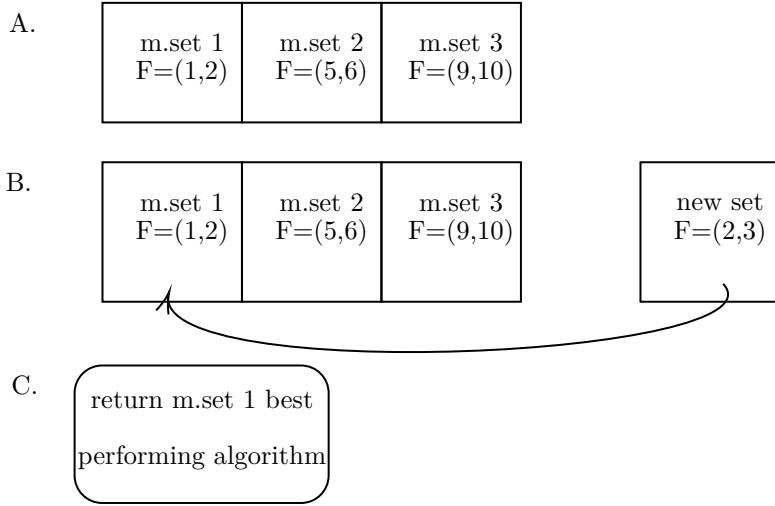 A.
m.set 1
F=(1,2)
m.set 2
F=(5,6)
m.set 3
F=(9,10)
B.
m.set 1
F=(1,2)
m.set 2
F=(5,6)
m.set 3
F=(9,10)
new set
F=(2,3)
C.
return m.set 1 best
performing algorithm